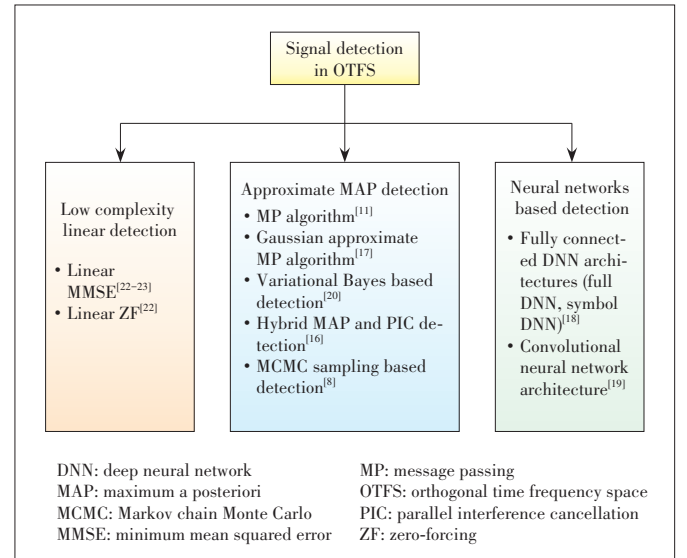 Signal detection
in OTFS
Low complexity
linear detection
• Linear
MMSE[22–23]
• Linear ZF[22]
Approximate MAP detection
• MP algorithm[11]
• Gaussian approximate
MP algorithm[17]
• Variational Bayes based
detection[20]
• Hybrid MAP and PIC de-
tection[16]
• MCMC sampling based
detection[8]
Neural networks
based detection
• Fully connect-
ed DNN archi-
tectures (full
DNN, symbol
DNN)[18]
• Convolutional
neural network
architecture[19]
DNN: deep neural network
MAP: maximum a posteriori
MCMC: Markov chain Monte Carlo
MMSE: minimum mean squared error
MP: message passing
OTFS: orthogonal time frequency space
PIC: parallel interference cancellation
ZF: zero-forcing